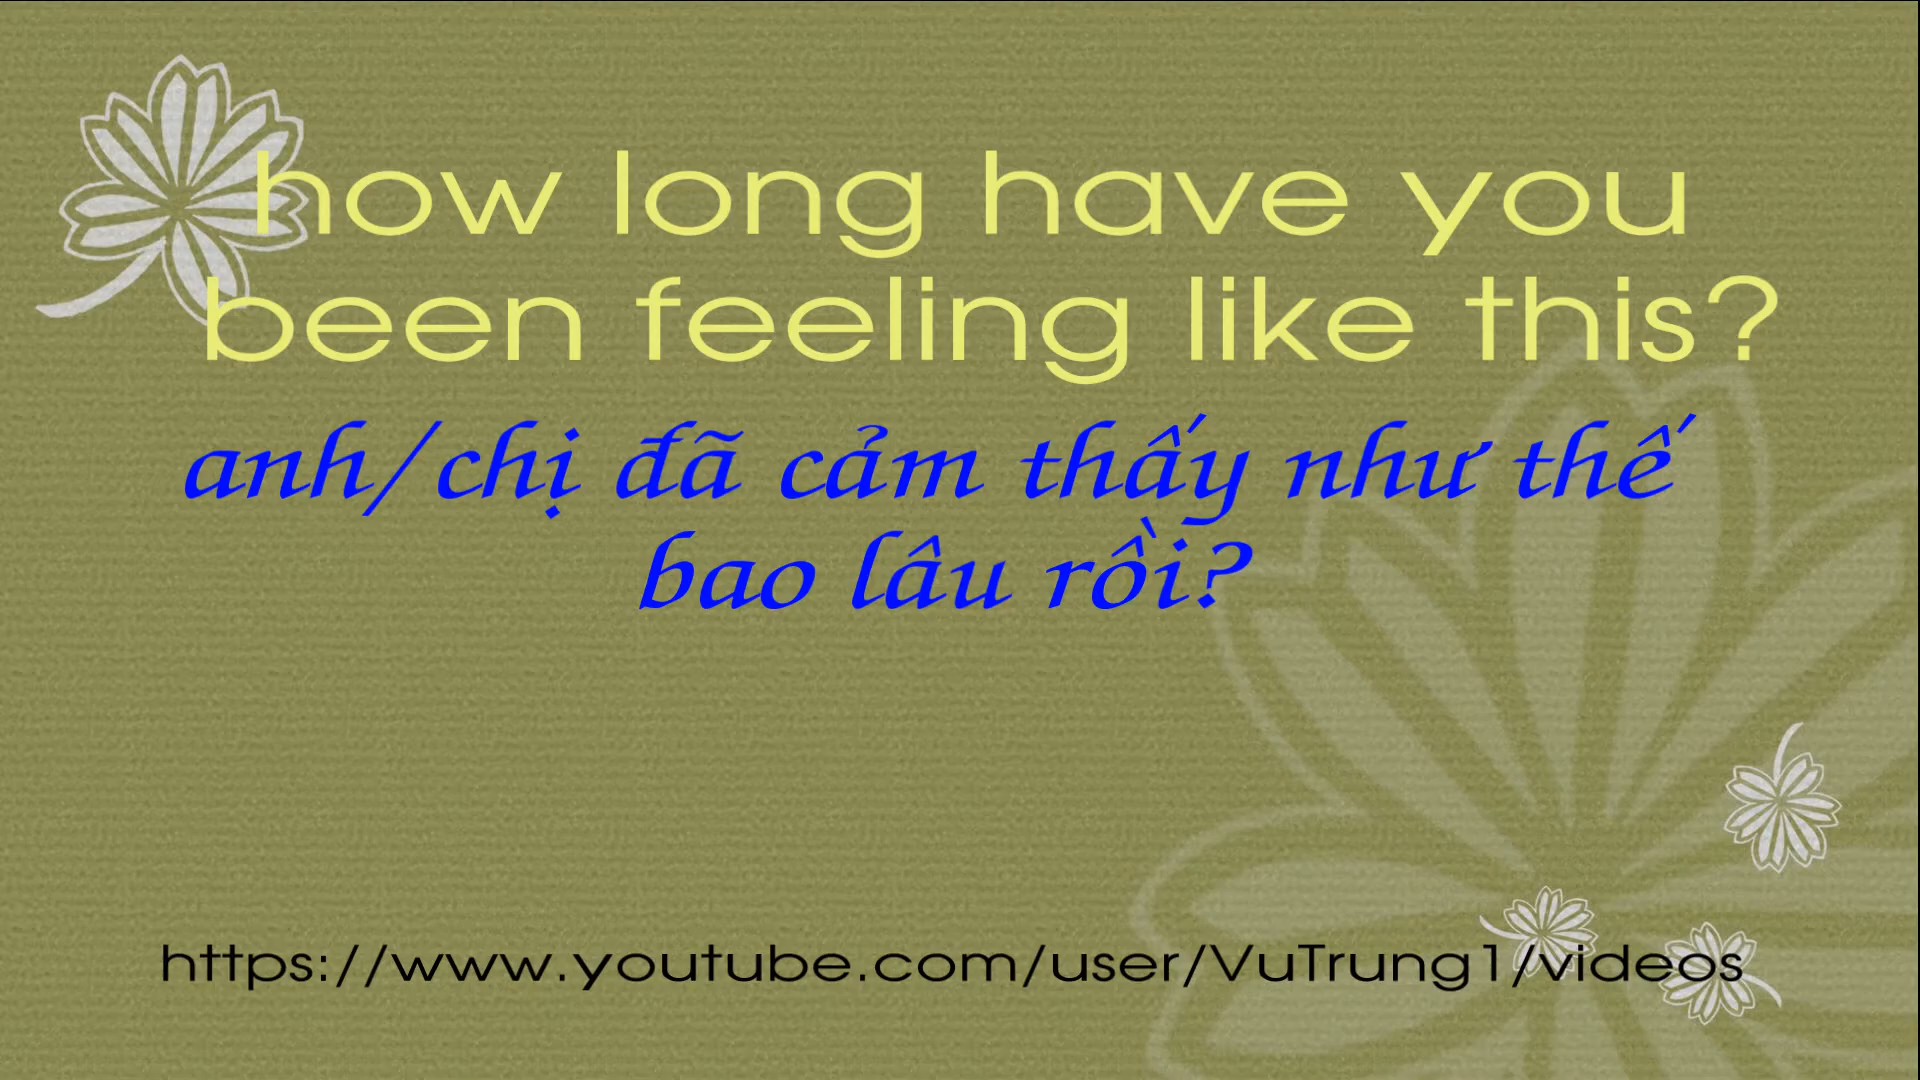 how long have you
been feeling like this?
anh/chị đã cảm thấy như thế
bao lâu rồi?
https://www.youtube.com/user/VuTrung1/videos